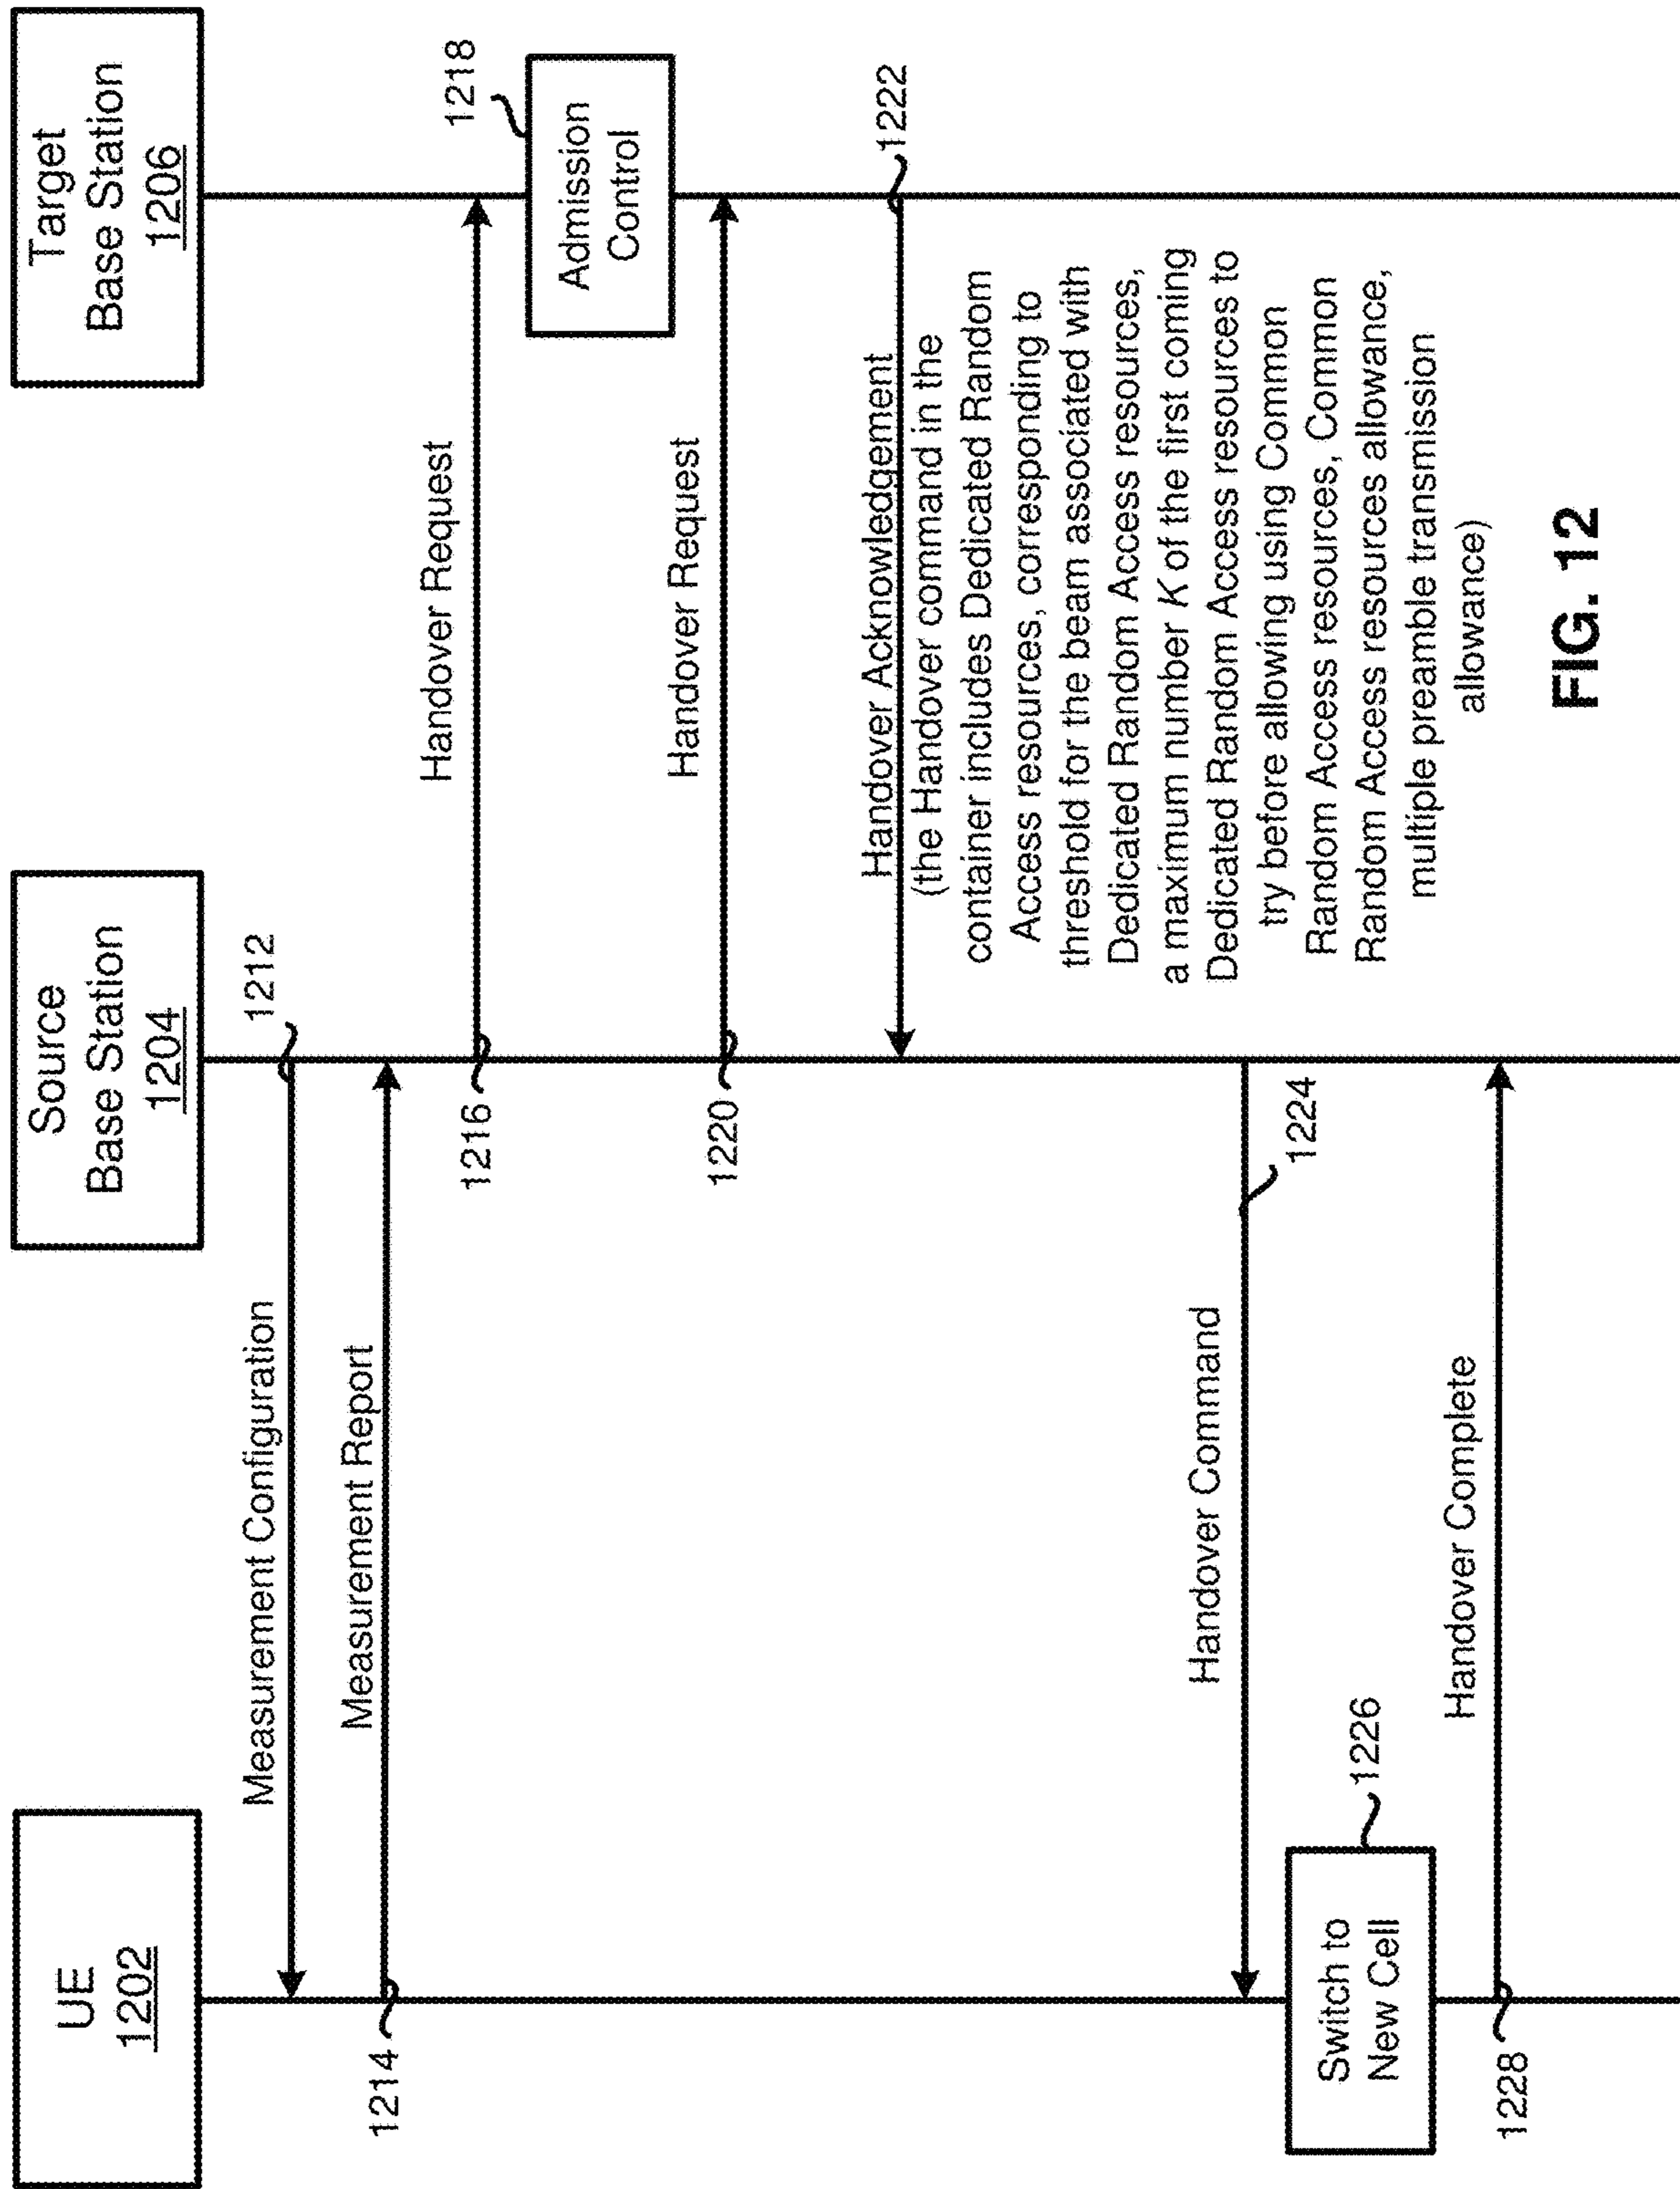 UE
1202
Source
Base Station
1204
Target
Base Station
1206
Measurement Configuration
1212
Measurement Report
1214
Handover Request
1216
1218
Admission
Control
Handover Request
1220
1222
Handover Acknowledgement
(the Handover command in the
container includes Dedicated Random
Access resources, corresponding to
threshold for the beam associated with
Dedicated Random Access resources,
a maximum number K of the first coming
Dedicated Random Access resources to
try before allowing using Common
Random Access resources, Common
Random Access resources allowance,
multiple preamble transmission
allowance)
Handover Command
1224
Switch to
New Cell
1226
Handover Complete
1228
FIG. 12